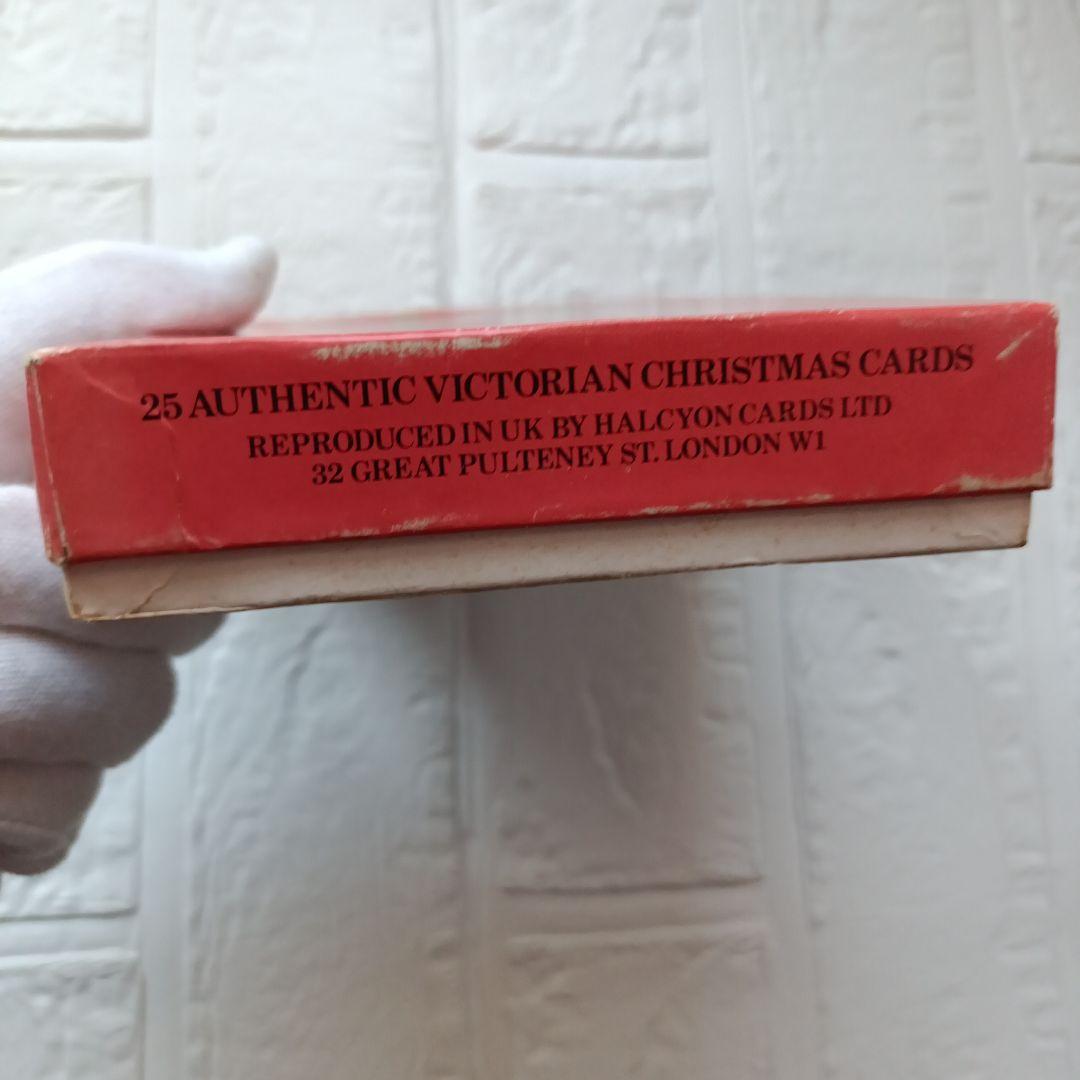 25 AUTHENTIC VICTORIAN CHRISTMAS CARDS
REPRODUCED IN UK BY HALCYON CARDS LTD
32 GREAT PULTENEY ST. LONDON W1